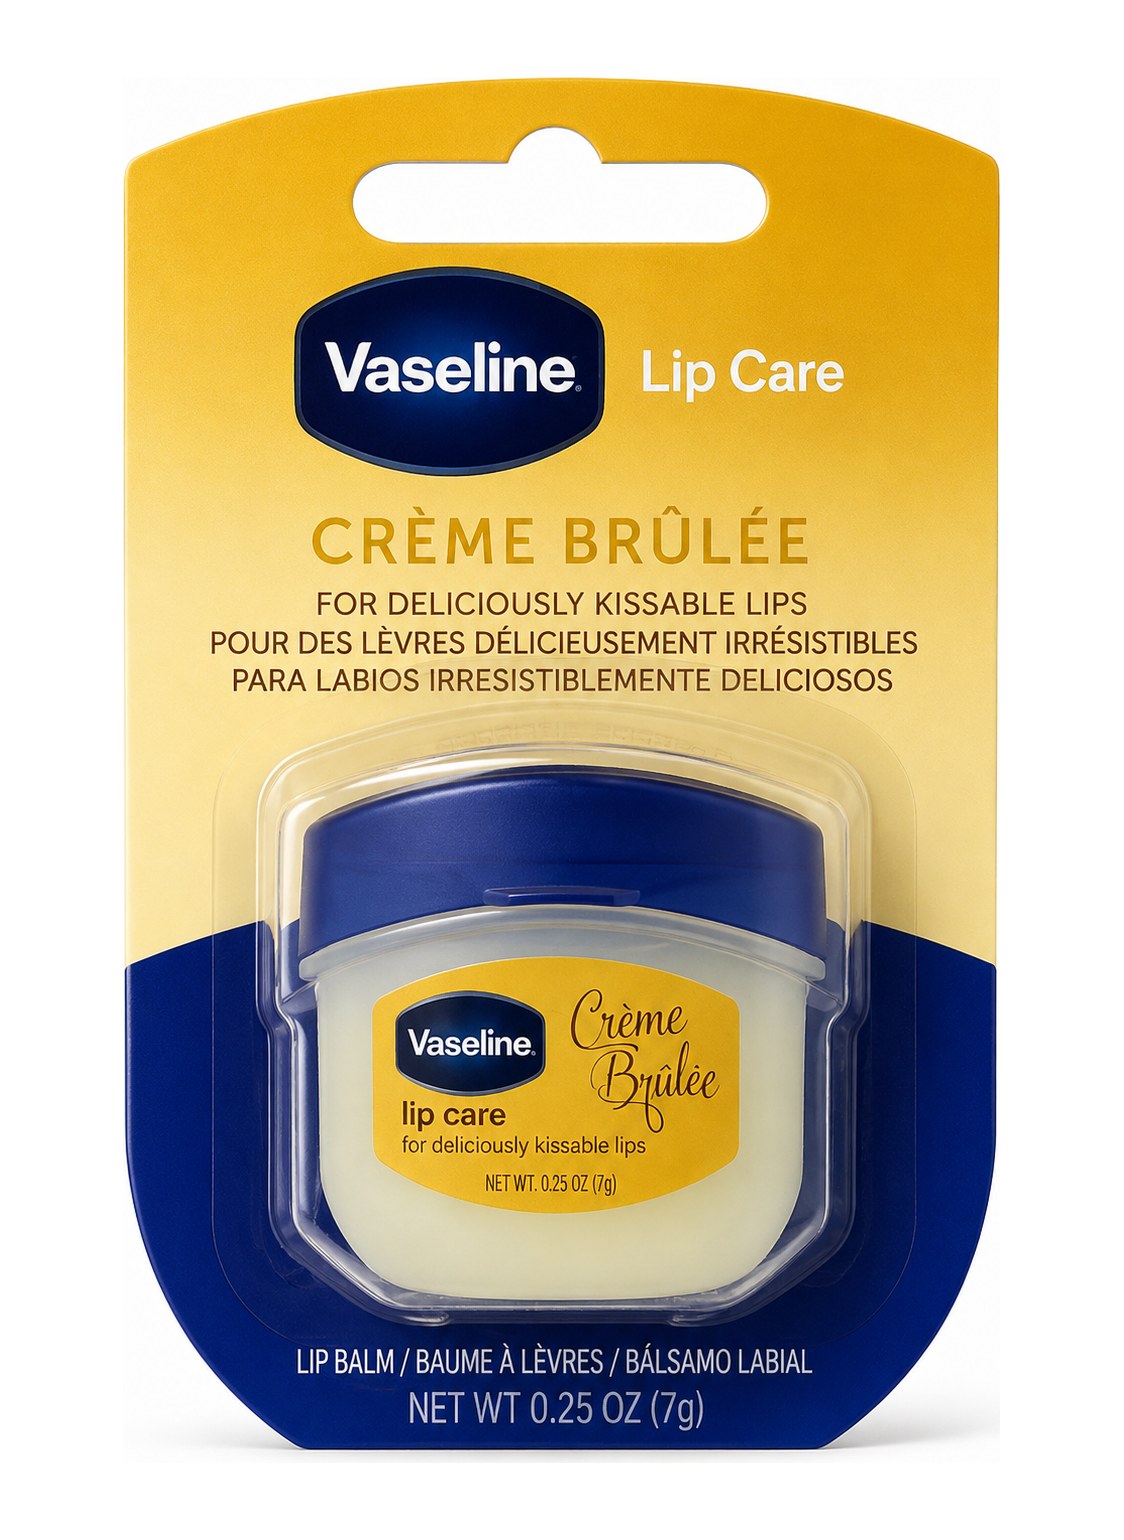 Vaseline®
Lip Care
CRÈME BRÛLÉE
FOR DELICIOUSLY KISSABLE LIPS
POUR DES LÈVRES DÉLICIEUSEMENT IRRÉSISTIBLES
PARA LABIOS IRRESISTIBLEMENTE DELICIOSOS
Vaseline®
Crème
Brûlée
lip care
for deliciously kissable lips
NET WT. 0.25 OZ (7g)
LIP BALM / BAUME À LÈVRES / BÁLSAMO LABIAL
NET WT 0.25 OZ (7g)